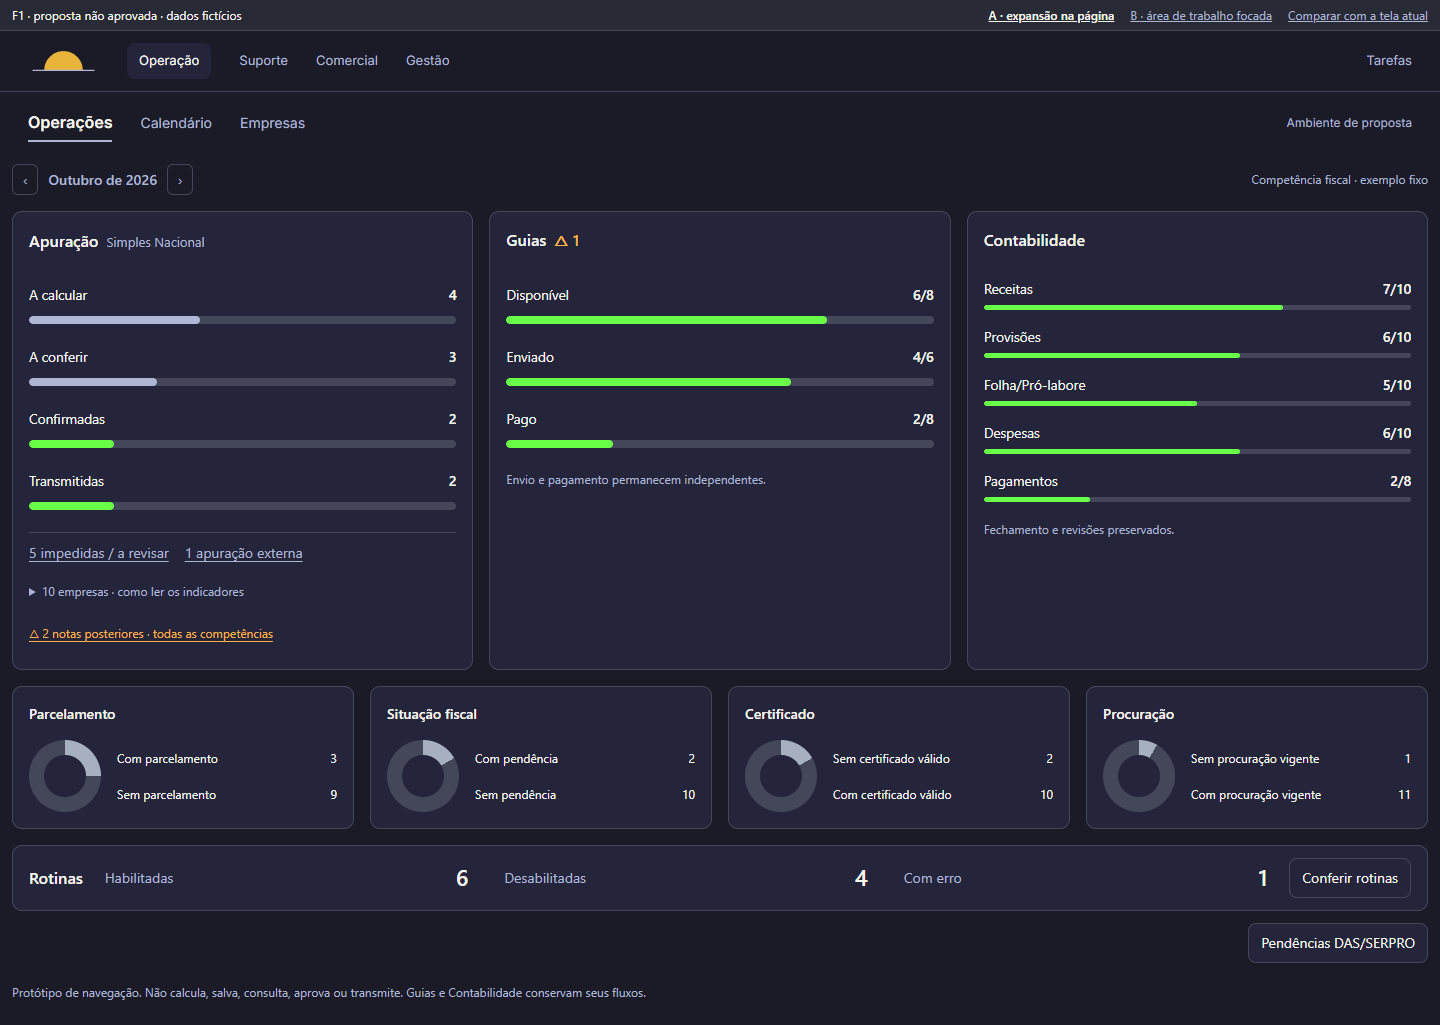 F1 · proposta não aprovada · dados fictícios
A · expansão na página
B · área de trabalho focada
Comparar com a tela atual
Operação
Suporte
Comercial
Gestão
Tarefas
Operações
Calendário
Empresas
Ambiente de proposta
‹ Outubro de 2026 ›
Competência fiscal · exemplo fixo
Apuração Simples Nacional
A calcular 4
A conferir 3
Confirmadas 2
Transmitidas 2
5 impedidas / a revisar
1 apuração externa
▶ 10 empresas · como ler os indicadores
△ 2 notas posteriores · todas as competências
Guias △ 1
Disponível 6/8
Enviado 4/6
Pago 2/8
Envio e pagamento permanecem independentes.
Contabilidade
Receitas 7/10
Provisões 6/10
Folha/Pró-labore 5/10
Despesas 6/10
Pagamentos 2/8
Fechamento e revisões preservados.
Parcelamento
Com parcelamento 3
Sem parcelamento 9
Situação fiscal
Com pendência 2
Sem pendência 10
Certificado
Sem certificado válido 2
Com certificado válido 10
Procuração
Sem procuração vigente 1
Com procuração vigente 11
Rotinas
Habilitadas 6
Desabilitadas 4
Com erro 1
Conferir rotinas
Pendências DAS/SERPRO
Protótipo de navegação. Não calcula, salva, consulta, aprova ou transmite. Guias e Contabilidade conservam seus fluxos.